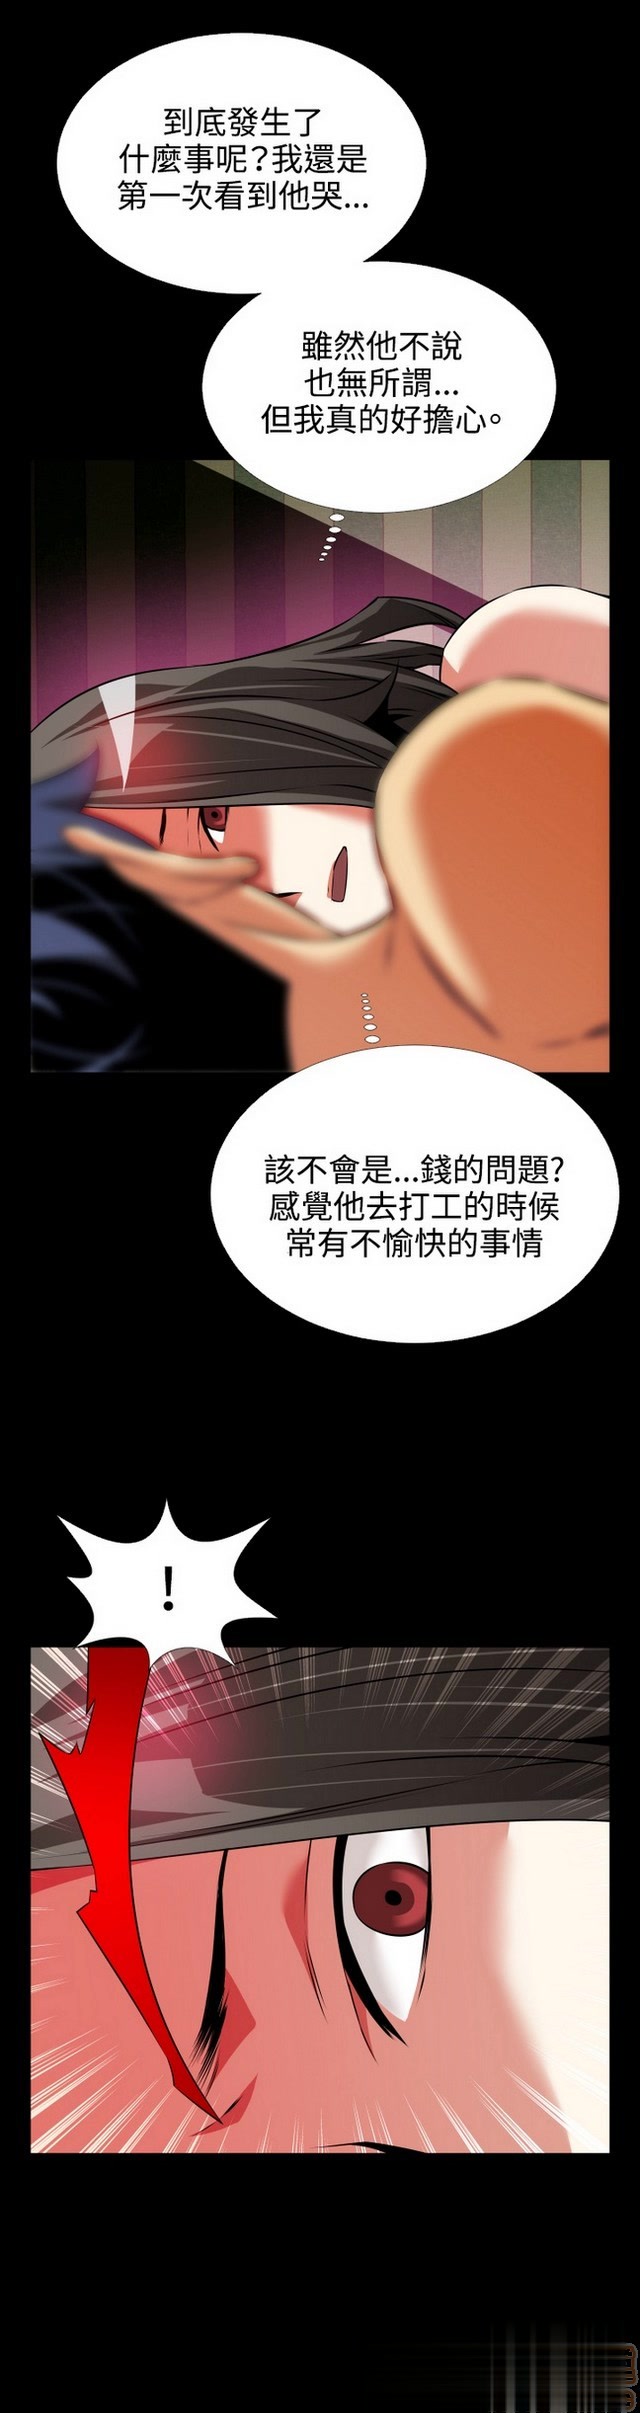 到底發生了
什麼事呢?我還是
第一次看到他哭...
雖然他不說
也無所謂...
但我真的好擔心。
該不會是...錢的問題?
感覺他去打工的時候
常有不愉快的事情
!